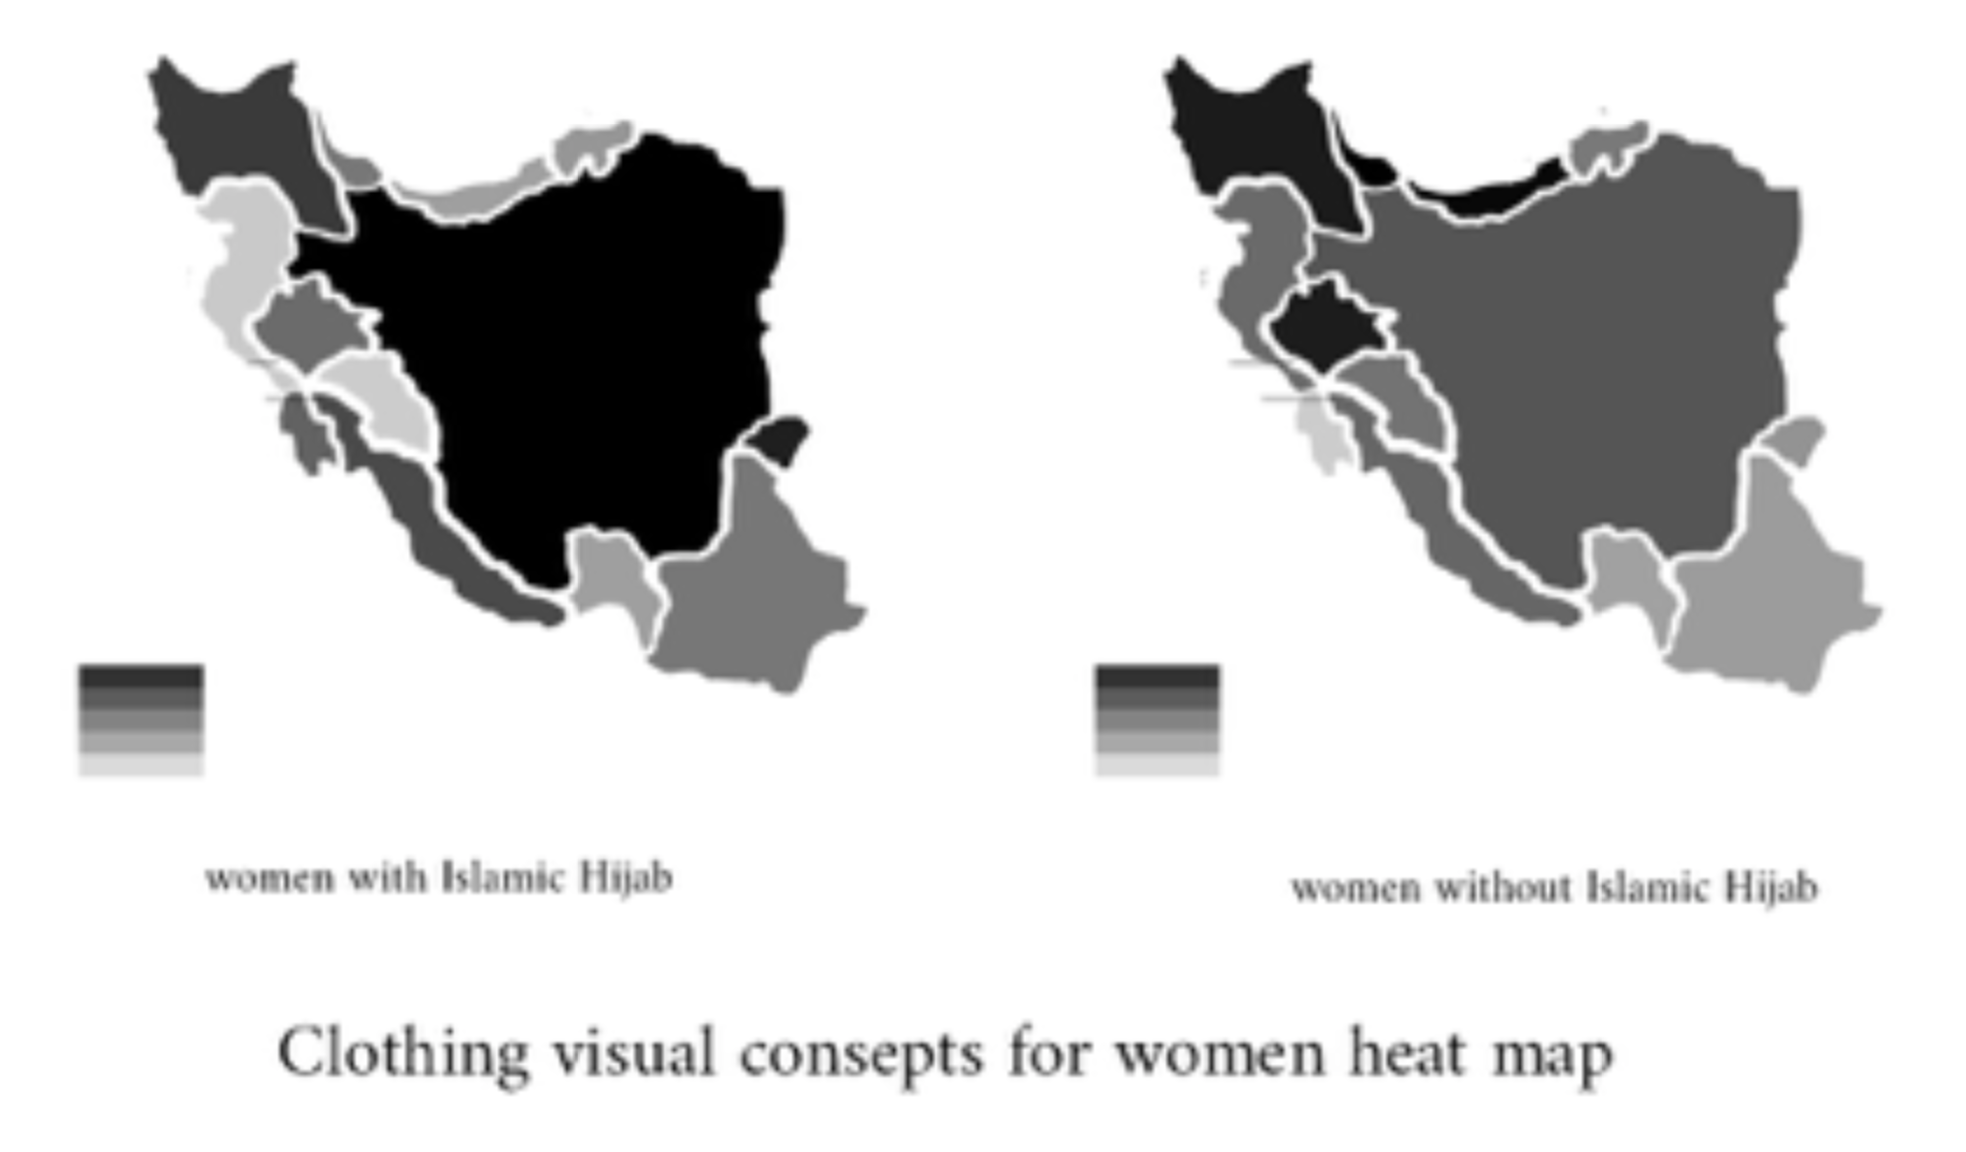 women with Islamic Hijab
women without Islamic Hijab
Clothing visual consepts for women heat map